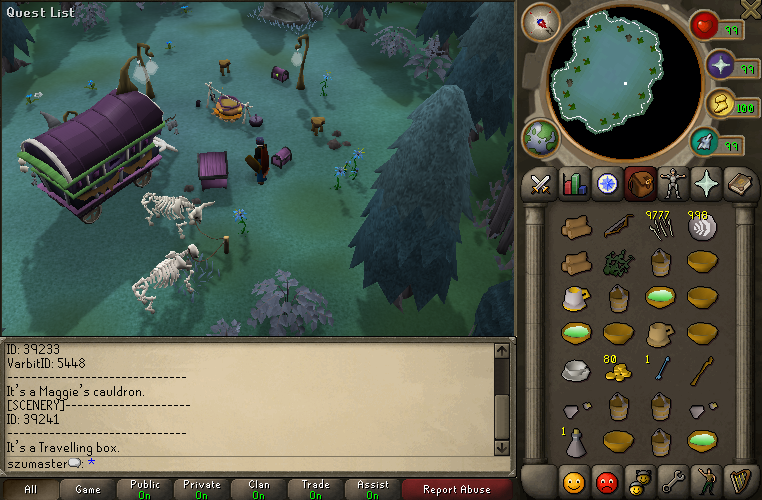 Quest List
99
99
100
99
9777
998
80
1
1
ID: 39233
VarbitID: 5448
------------------------------
It's a Maggie's cauldron.
[SCENERY]---------------------
ID: 39241
------------------------------
It's a Travelling box.
szumaster: *
All
Game
Public
On
Private
On
Clan
On
Trade
On
Assist
On
Report Abuse